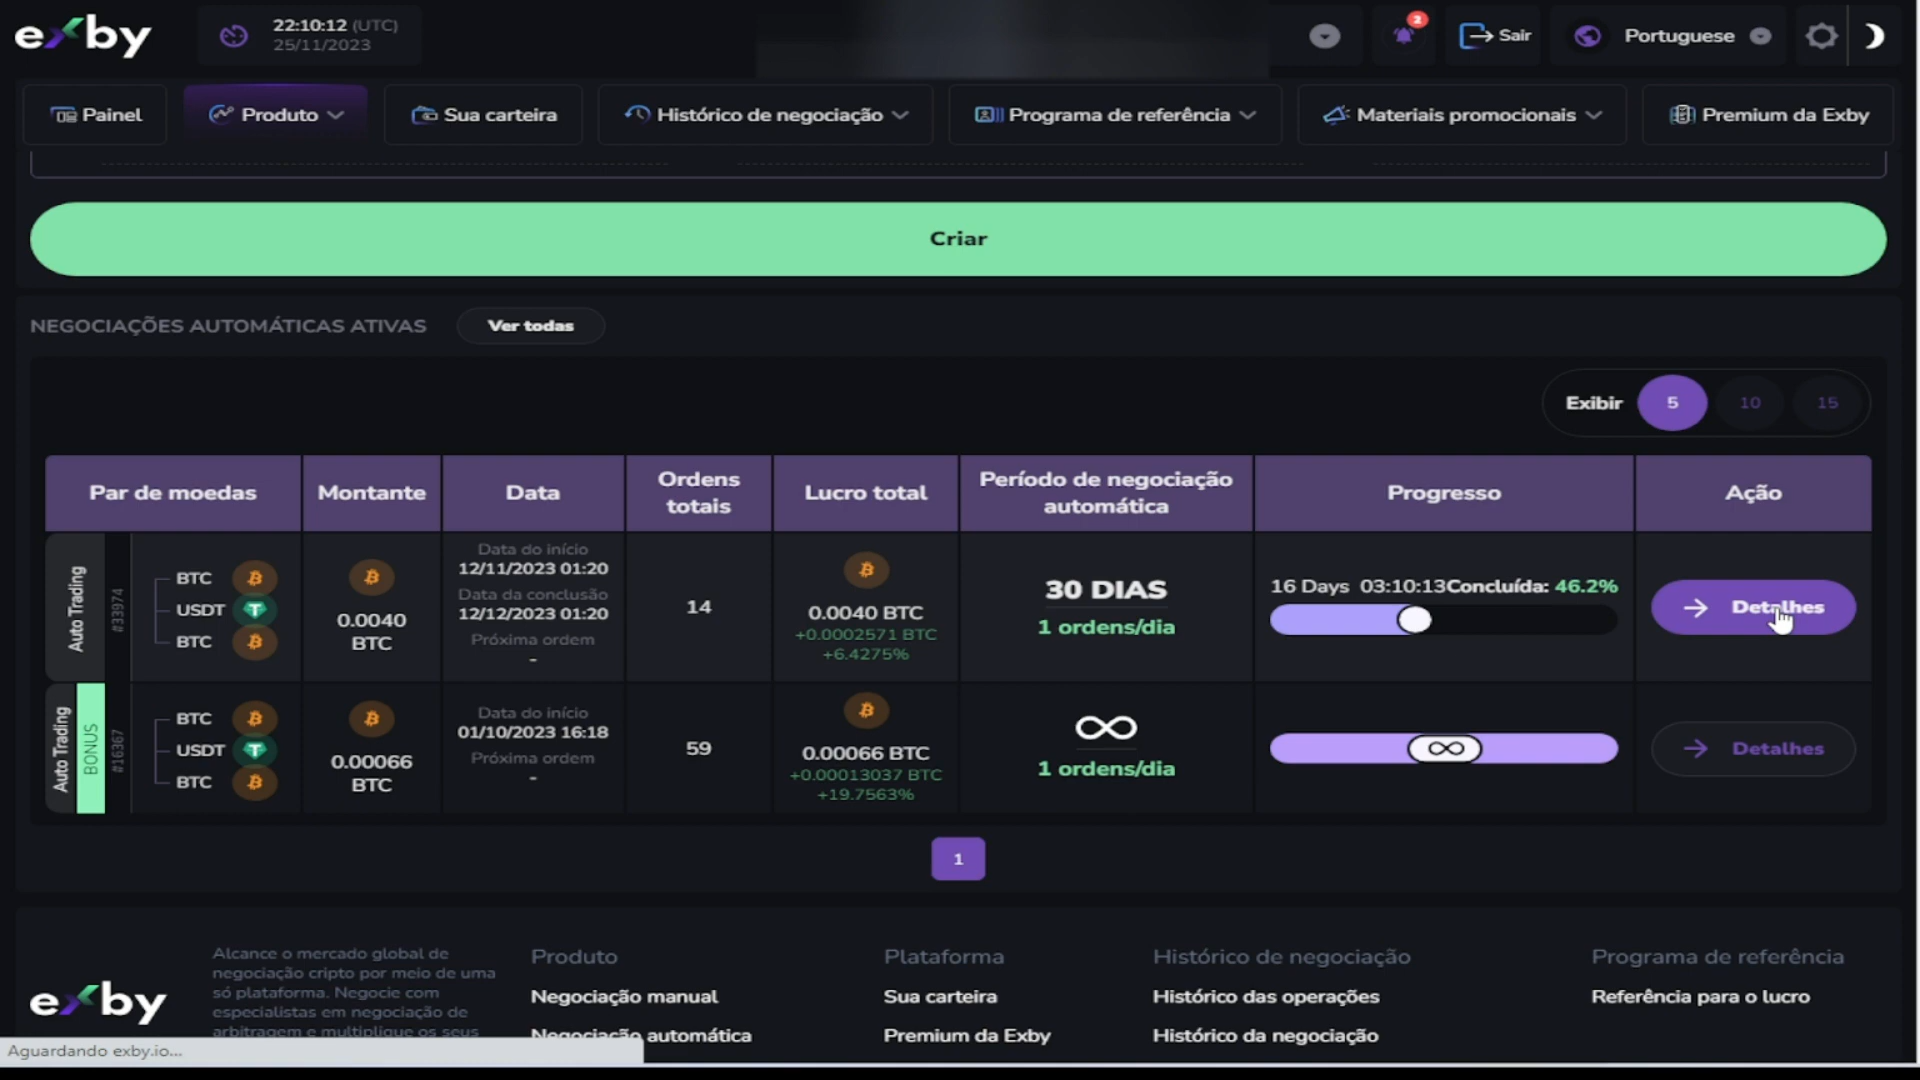 exby
22:10:12 (UTC)
25/11/2023
2
Sair
Portuguese
Painel
Produto
Sua carteira
Histórico de negociação
Programa de referência
Materiais promocionais
Premium da Exby
Criar
NEGOCIAÇÕES AUTOMÁTICAS ATIVAS
Ver todas
Exibir 5 10 15
Par de moedas
Montante
Data
Ordens
totais
Lucro total
Período de negociação
automática
Progresso
Ação
Auto Trading
#33974
BTC
USDT
BTC
0.0040
BTC
Data do início
12/11/2023 01:20
Data da conclusão
12/12/2023 01:20
Próxima ordem
-
14
0.0040 BTC
+0.0002571 BTC
+6.4275%
30 DIAS
1 ordens/dia
16 Days 03:10:13Concluída: 46.2%
Detalhes
Auto Trading
BONUS
#16367
BTC
USDT
BTC
0.00066
BTC
Data do início
01/10/2023 16:18
Próxima ordem
-
59
0.00066 BTC
+0.00013037 BTC
+19.7563%
∞
1 ordens/dia
∞
Detalhes
1
exby
Alcance o mercado global de
negociação cripto por meio de uma
só plataforma. Negocie com
especialistas em negociação de
arbitragem e multiplique os seus
Produto
Negociação manual
Negociação automática
Plataforma
Sua carteira
Premium da Exby
Histórico de negociação
Histórico das operações
Histórico da negociação
Programa de referência
Referência para o lucro
Aguardando exby.io...